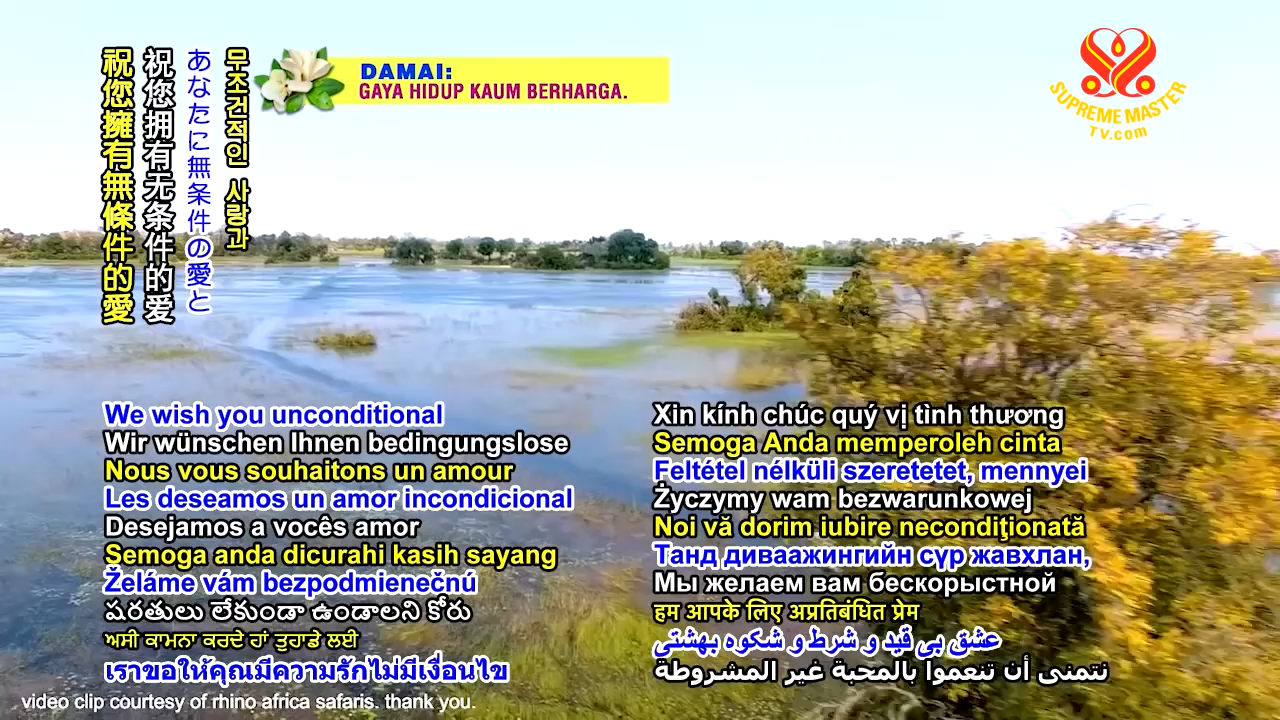 祝您擁有無條件的愛
祝您拥有无条件的爱
あなたに無条件の愛と
무조건적인 사랑과
DAMAI:
GAYA HIDUP KAUM BERHARGA.
SUPREME MASTER
TV.com
We wish you unconditional
Wir wünschen Ihnen bedingungslose
Nous vous souhaitons un amour
Les deseamos un amor incondicional
Desejamos a vocês amor
Semoga anda dicurahi kasih sayang
Želáme vám bezpodmienečnú
షరతులు లేకుండా ఉండాలని కోరు
ਅਸੀ ਕਾਮਨਾ ਕਰਦੇ ਹਾਂ ਤੁਹਾਡੇ ਲਈ
เราขอให้คุณมีความรักไม่มีเงื่อนไข
Xin kính chúc quý vị tình thương
Semoga Anda memperoleh cinta
Feltétel nélküli szeretetet, mennyei
Życzymy wam bezwarunkowej
Noi vă dorim iubire necondiţionată
Танд диваажингийн сүр жавхлан,
Мы желаем вам бескорыстной
हम आपके लिए अप्रतिबंधित प्रेम
عشق بی قید و شرط و شکوه بهشتی
نتمنى أن تنعموا بالمحبة غير المشروطة
video clip courtesy of rhino africa safaris. thank you.